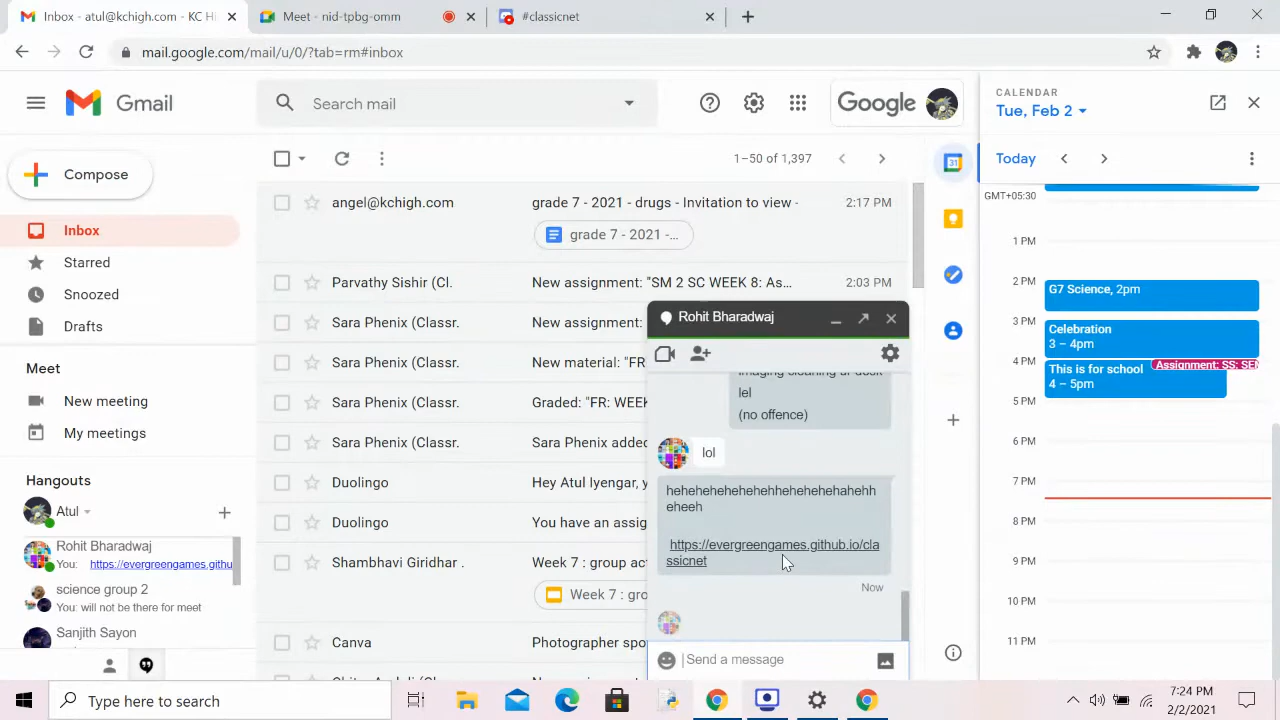 Inbox - atul@kchigh.com - KC Hi
Meet - nid-tpbg-omm
#classicnet
mail.google.com/mail/u/0/?tab=rm#inbox
Gmail
Search mail
Google
Compose
1–50 of 1,397
Inbox
Starred
Snoozed
Drafts
Meet
New meeting
My meetings
Hangouts
Atul
Rohit Bharadwaj
You: https://evergreengames.githu
science group 2
You: will not be there for meet
Sanjith Sayon
angel@kchigh.com
grade 7 - 2021 - drugs - Invitation to view -
2:17 PM
grade 7 - 2021 -...
Parvathy Sishir (Cl.
New assignment: "SM 2 SC WEEK 8: As...
2:03 PM
Sara Phenix (Classr.
New assignment:
Sara Phenix (Classr.
New material: "FR:
Sara Phenix (Classr.
Graded: "FR: WEEK
Sara Phenix (Classr.
Sara Phenix added
Duolingo
Hey Atul Iyengar, y
Duolingo
You have an assig
Shambhavi Giridhar .
Week 7 : group act
Week 7 : gro
Canva
Photographer spo
Rohit Bharadwaj
lel
(no offence)
lol
hehehehehehehehhehehehehahehh
eheeh
https://evergreengames.github.io/cla
ssicnet
Now
Send a message
CALENDAR
Tue, Feb 2
Today
31
GMT+05:30
1 PM
2 PM
G7 Science, 2pm
3 PM
Celebration
3 – 4pm
4 PM
This is for school
4 – 5pm
Assignment: SS: SE
5 PM
6 PM
7 PM
8 PM
9 PM
10 PM
11 PM
Type here to search
7:24 PM
2/2/2021